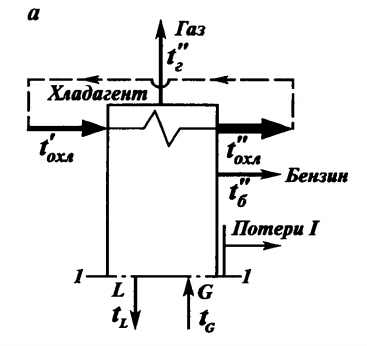 а
Газ
t″г
Хладагент
t′охл
t″охл
t″б
Бензин
Потери I
1
L
G
1
tL
tG